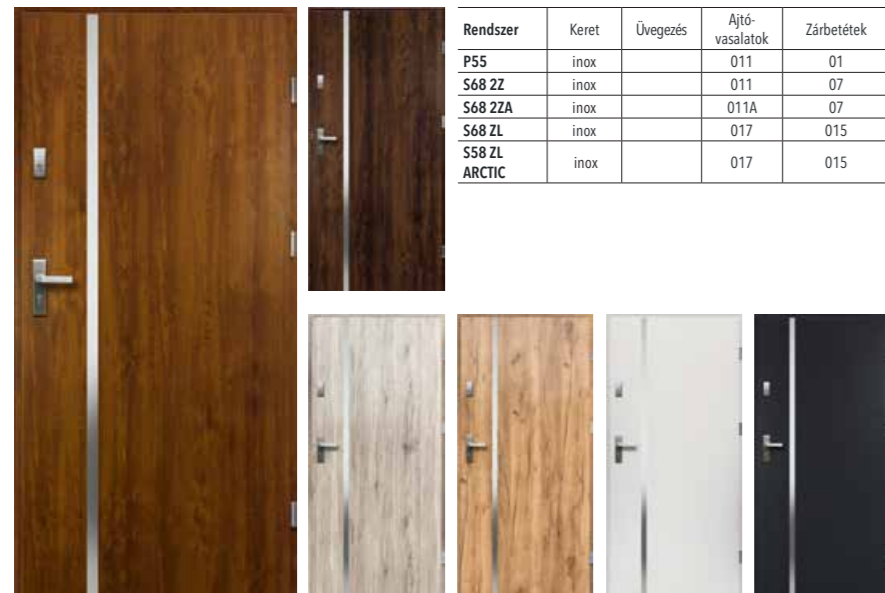 Rendszer Keret Üvegezés Ajtó-
vasalatok Zárbetétek
P55 inox 011 01
S68 2Z inox 011 07
S68 2ZA inox 011A 07
S68 ZL inox 017 015
S58 ZL
ARCTIC inox 017 015